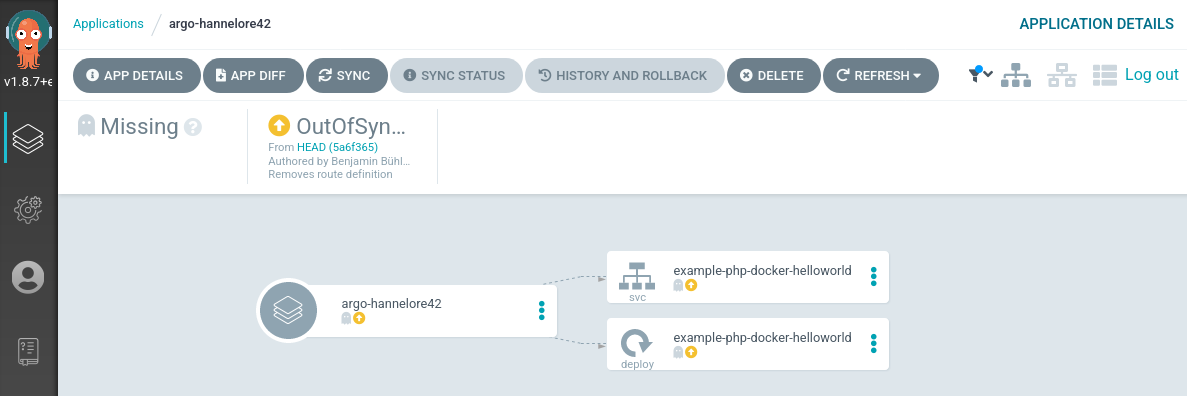 Applications / argo-hannelore42
APPLICATION DETAILS
v1.8.7+e
APP DETAILS APP DIFF SYNC SYNC STATUS HISTORY AND ROLLBACK DELETE REFRESH
Log out
Missing
OutOfSyn...
From HEAD (5a6f365)
Authored by Benjamin Bühl...
Removes route definition
argo-hannelore42
example-php-docker-helloworld
svc
example-php-docker-helloworld
deploy